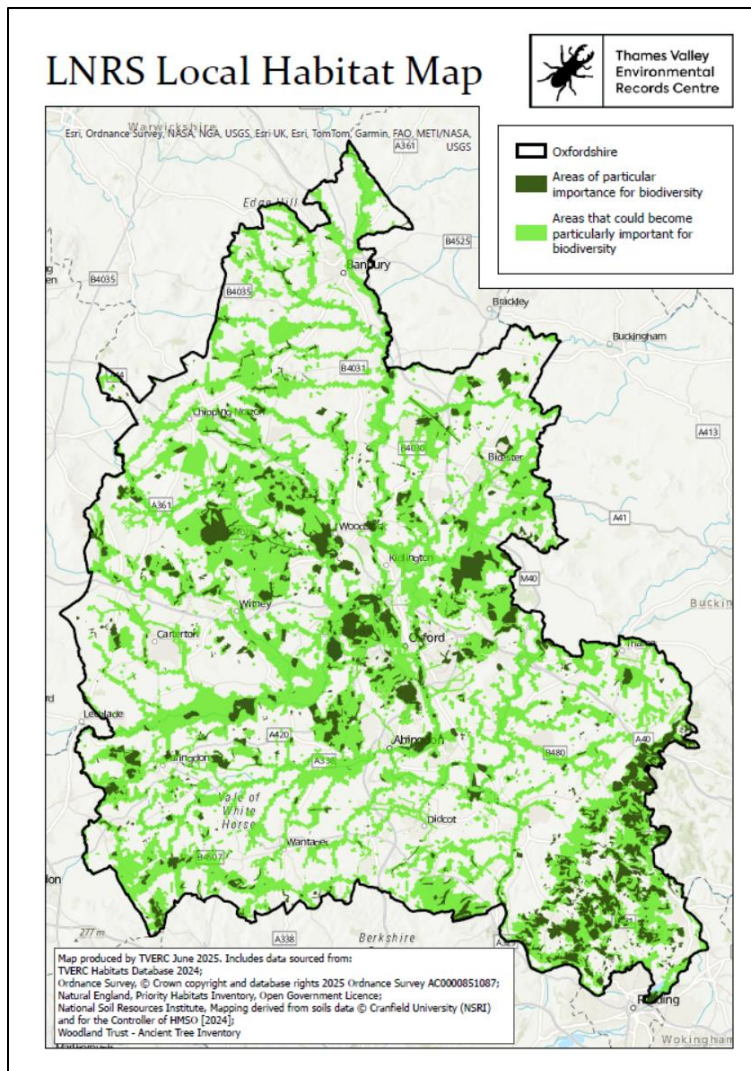 LNRS Local Habitat Map
Thames Valley
Environmental
Records Centre
Warwickshire
Esri, Ordnance Survey, NASA, NGA, USGS, Esri UK, Esri, TomTom, Garmin, FAO, METI/NASA,
USGS
A361
Oxfordshire
Areas of particular
importance for biodiversity
Areas that could become
particularly important for
biodiversity
Edge Hill
B4525
Banbury
B4035
B4035
Brackley
Buckingham
B4031
Chipping Norton
A413
B4030
Bicester
A361
A41
Woodstock
Kidlington
M40
Witney
Carterton
Oxford
Thame
Lechlade
A420
A40
Abingdon
B480
Faringdon
Vale of
White
Horse
Didcot
Wantage
B4507
277 m
A338
Berkshire
Reading
Wokingham
Map produced by TVERC June 2025. Includes data sourced from:
TVERC Habitats Database 2024;
Ordnance Survey, © Crown copyright and database rights 2025 Ordnance Survey AC0000851087;
Natural England, Priority Habitats Inventory, Open Government Licence;
National Soil Resources Institute, Mapping derived from soils data © Cranfield University (NSRI)
and for the Controller of HMSO [2024];
Woodland Trust - Ancient Tree Inventory